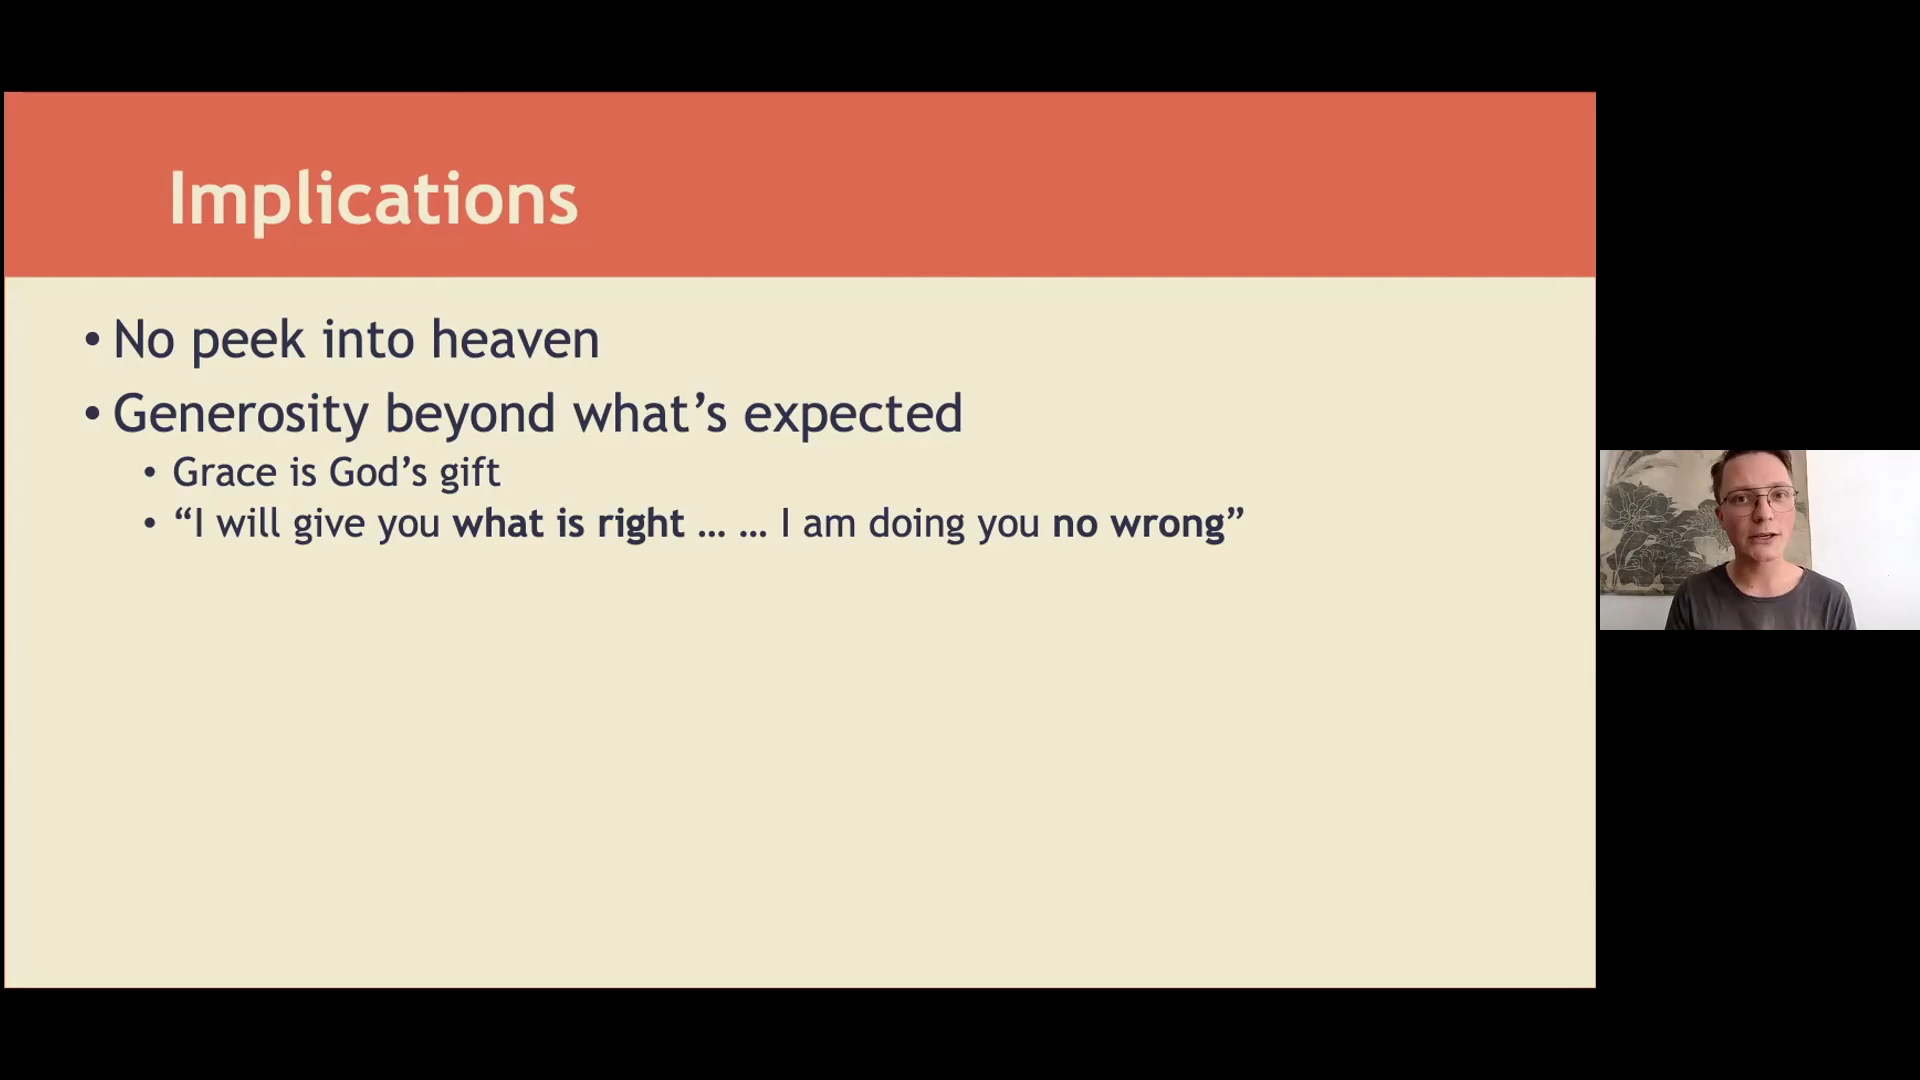 Implications
• No peek into heaven
• Generosity beyond what’s expected
• Grace is God’s gift
• “I will give you what is right … … I am doing you no wrong”